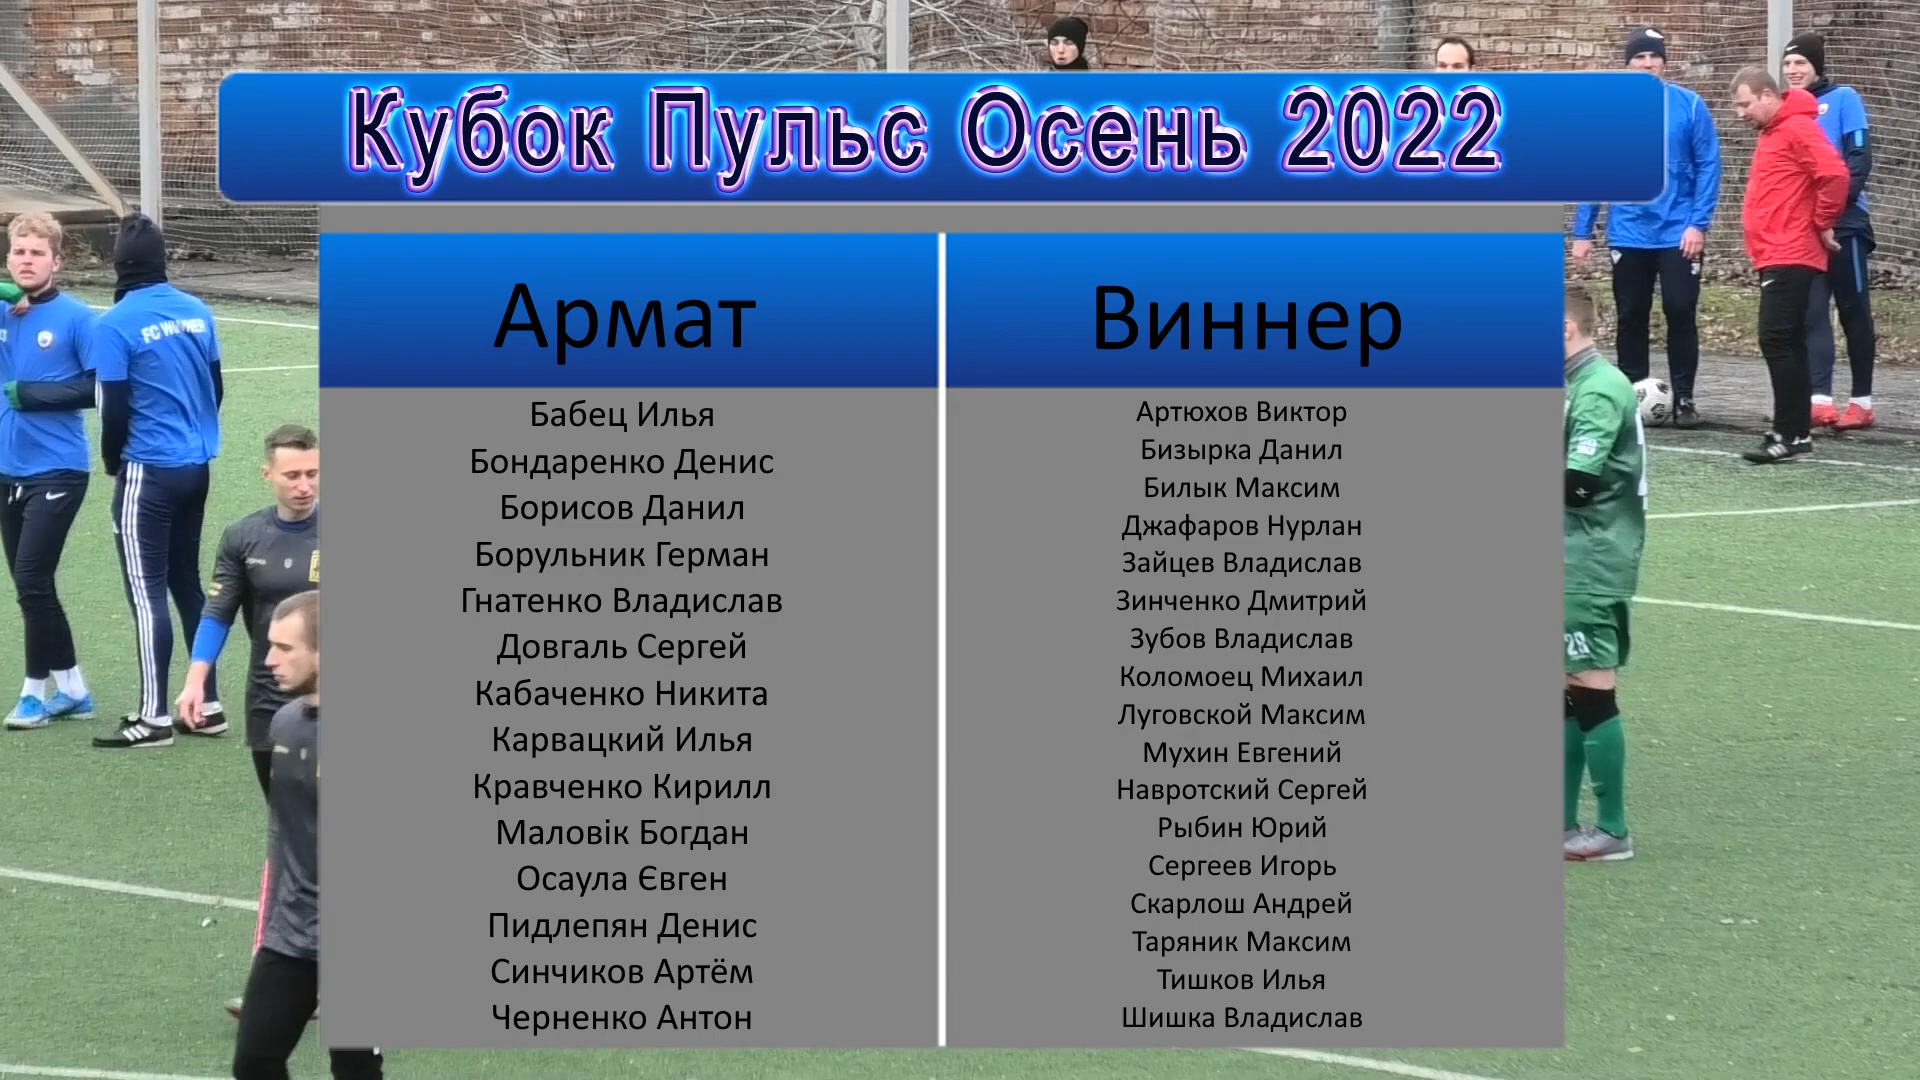 Кубок Пульс Осень 2022
Армат
Бабец Илья
Бондаренко Денис
Борисов Данил
Борульник Герман
Гнатенко Владислав
Довгаль Сергей
Кабаченко Никита
Карвацкий Илья
Кравченко Кирилл
Маловік Богдан
Осаула Євген
Пидлепян Денис
Синчиков Артём
Черненко Антон
Виннер
Артюхов Виктор
Бизырка Данил
Билык Максим
Джафаров Нурлан
Зайцев Владислав
Зинченко Дмитрий
Зубов Владислав
Коломоец Михаил
Луговской Максим
Мухин Евгений
Навротский Сергей
Рыбин Юрий
Сергеев Игорь
Скарлош Андрей
Таряник Максим
Тишков Илья
Шишка Владислав
FC WINNER